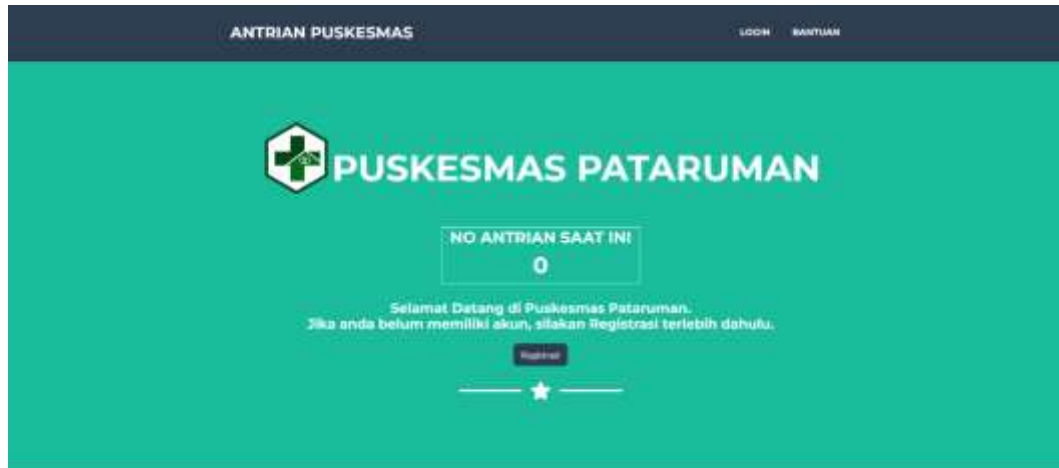 ANTRIAN PUSKESMAS
LOGIN BANTUAN
PUSKESMAS PATARUMAN
NO ANTRIAN SAAT INI
0
Selamat Datang di Puskesmas Pataruman.
Jika anda belum memiliki akun, silakan Registrasi terlebih dahulu.
Registrasi